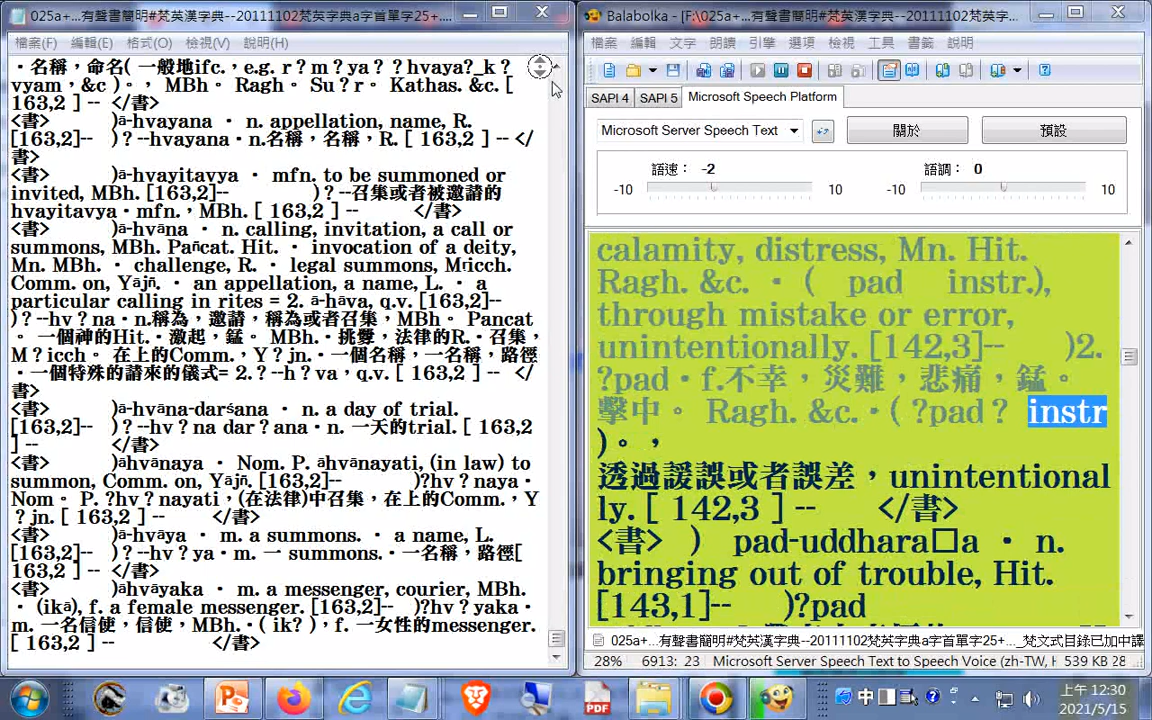 025a+...有聲書簡明#梵英漢字典--20111102梵英字典a字首單字25+...
檔案(F) 編輯(E) 格式(O) 檢視(V) 說明(H)
・名稱，命名( 一般地ifc.，e.g. r？m？ya？？hvaya?_k？
vyam，&c )。， MBh。 Ragh。 Su？r。 Kathas. &c. [
163,2 ] -- </書>
<書> )ā-hvayana ・ n. appellation, name, R.
[163,2]-- )？--hvayana・n.名稱，名稱，R. [ 163,2 ] -- </
書>
<書> )ā-hvayitavya ・ mfn. to be summoned or
invited, MBh. [163,2]-- )？--召集或者被邀請的
hvayitavya・mfn.，MBh. [ 163,2 ] -- </書>
<書> )ā-hvāna ・ n. calling, invitation, a call or
summons, MBh. Pañcat. Hit. ・ invocation of a deity,
Mn. MBh. ・ challenge, R. ・ legal summons, Mṛicch.
Comm. on, Yājñ. ・ an appellation, a name, L. ・ a
particular calling in rites = 2. ā-hāva, q.v. [163,2]--
)？--hv？na・n.稱為，邀請，稱為或者召集，MBh。 Pancat
。 一個神的Hit.・激起，錳。 MBh.・挑釁，法律的R.・召集，
M？icch。 在上的Comm.，Y？jn.・一個名稱，一名稱，路徑
・一個特殊的請來的儀式= 2.？--h？va，q.v. [ 163,2 ] -- </
書>
<書> )ā-hvāna-darśana ・ n. a day of trial.
[163,2]-- )？--hv？na dar？ana・n. 一天的trial. [ 163,2
] -- </書>
<書> )āhvānaya ・ Nom. P. āhvānayati, (in law) to
summon, Comm. on, Yājñ. [163,2]-- )?hv？naya・
Nom。 P. ?hv？nayati，(在法律)中召集，在上的Comm.，Y
？jn. [ 163,2 ] -- </書>
<書> )ā-hvāya ・ m. a summons. ・ a name, L.
[163,2]-- )？--hv？ya・m. 一 summons.・一名稱，路徑[
163,2 ] -- </書>
<書> )āhvāyaka ・ m. a messenger, courier, MBh.
・ (ikā), f. a female messenger. [163,2]-- )?hv？yaka・
m. 一名信使，信使，MBh.・( ik? )，f. 一女性的messenger.
[ 163,2 ] -- </書>
Balabolka - [F:\025a+...有聲書簡明#梵英漢字典--20111102梵英字...
檔案 編輯 文字 朗讀 引擎 選項 檢視 工具 書籤 說明
SAPI 4 SAPI 5 Microsoft Speech Platform
Microsoft Server Speech Text 關於 預設
語速: -2 語調: 0
-10 10 -10 10
calamity, distress, Mn. Hit.
Ragh. &c. ・ ( pad instr.),
through mistake or error,
unintentionally. [142,3]-- )2.
?pad・f.不幸，災難，悲痛，錳。
擊中。 Ragh. &c.・( ?pad？ instr
)。，
透過諼誤或者誤差，unintentional
ly. [ 142,3 ] -- </書>
<書> ) pad-uddhara□a ・ n.
bringing out of trouble, Hit.
[143,1]-- )?pad
025a+...有聲書簡明#梵英漢字典--20111102梵英字典a字首單字25+..._梵文式目錄已加中譯
28% 6913: 23 Microsoft Server Speech Text to Speech Voice (zh-TW, H 539 KB 28
中
上午 12:30
2021/5/15